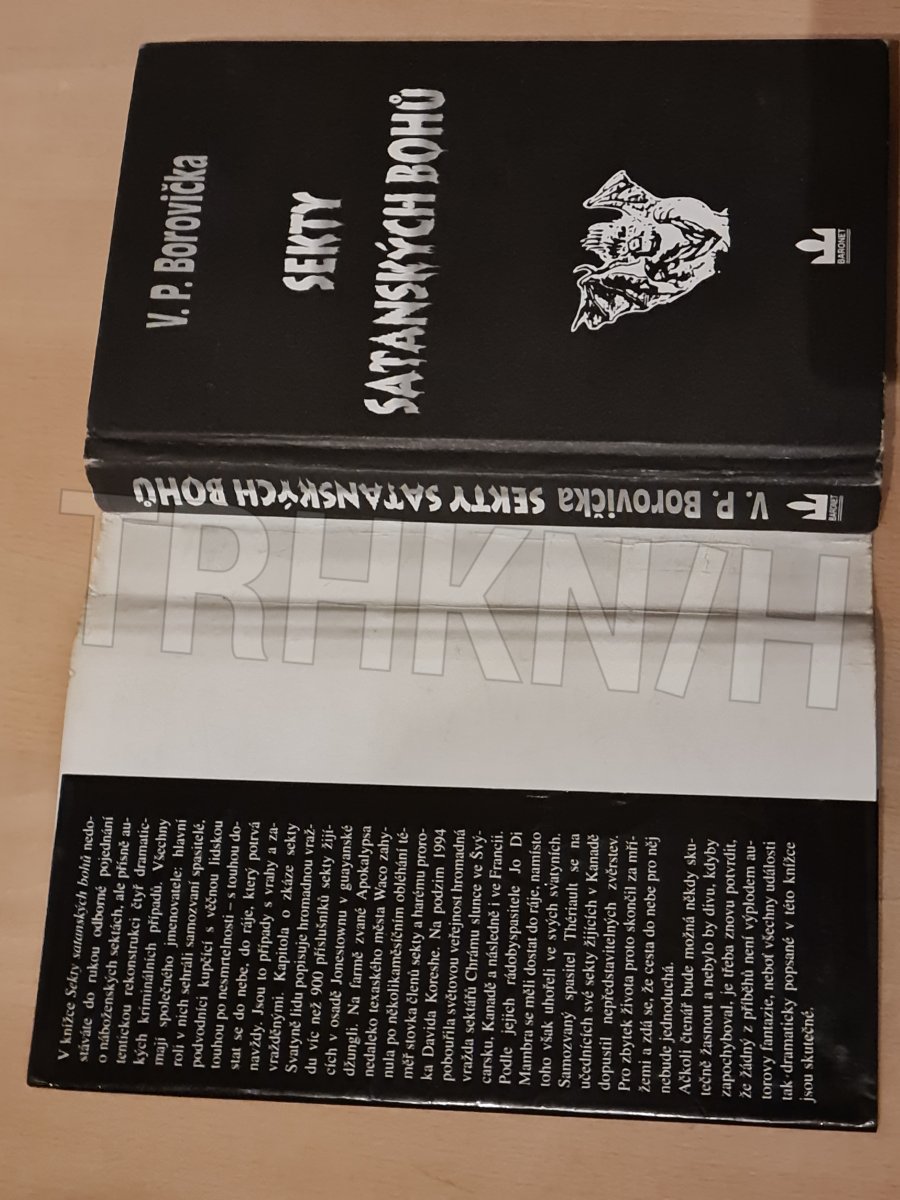 V. P. Borovička
SEKTY
SATANSKÝCH BOHŮ
BARONET
V. P. Borovička SEKTY SATANSKÝCH BOHŮ
BARONET
TRHKNIH
V knížce Sekty satanských bohů nedo-
stáváte do rukou odborné pojednání
o náboženských sektách, ale přísně au-
tentickou rekonstrukci čtyř dramatic-
kých kriminálních případů. Všechny
mají společného jmenovatele: hlavní
roli v nich sehráli samozvaní spasitelé,
podvodníci kupčící s věčnou lidskou
touhou po nesmrtelnosti – s touhou do-
stat se do nebe, do ráje, který potrvá
navždy. Jsou to případy s vrahy a za-
vražděnými. Kapitola o zkáze sekty
Svatyně lidu popisuje hromadnou vraž-
du víc než 900 příslušníků sekty žijí-
cích v osadě Jonestownu v guayanské
džungli. Na farmě zvané Apokalypsa
nedaleko texaského města Waco zahy-
nula po několikaměsíčním obléhání té-
měř stovka členů sekty a harému proro-
ka Davida Koreshe. Na podzim 1994
pobouřila světovou veřejnost hromadná
vražda sektářů Chrámu slunce ve Švý-
carsku, Kanadě a následně i ve Francii.
Podle jejich rádobyspasitele Jo Di
Mambra se měli dostat do ráje, namísto
toho však uhořeli ve svých svatyních.
Samozvaný spasitel Thériault se na
učednících své sekty žijících v Kanadě
dopustil nepředstavitelných zvěrstev.
Pro zbytek života proto skončil za mří-
žemi a zdá se, že cesta do nebe pro něj
nebude jednoduchá.
Ačkoli čtenář bude možná někdy sku-
tečně žasnout a nebylo by divu, kdyby
zapochyboval, je třeba znovu potvrdit,
že žádný z příběhů není výplodem au-
torovy fantazie, neboť všechny události
tak dramaticky popsané v této knížce
jsou skutečné.